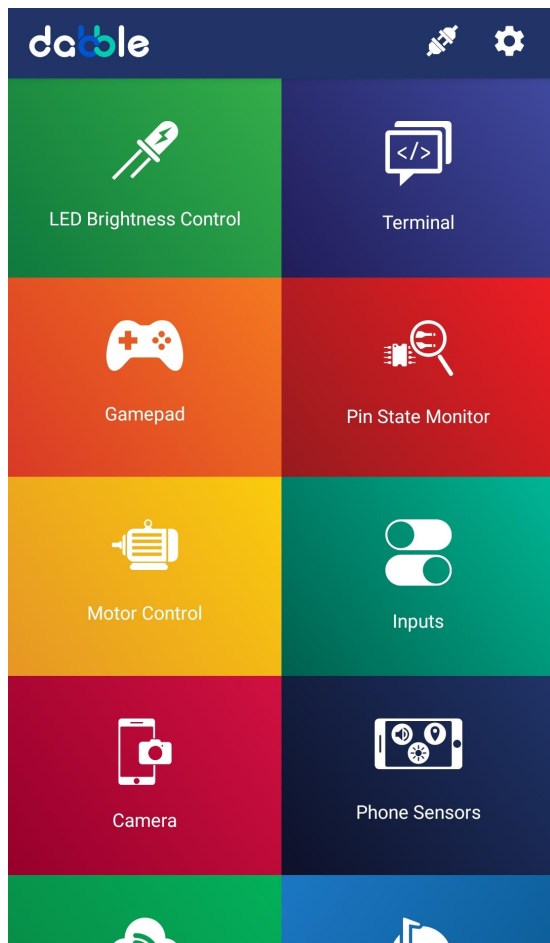 dabble
LED Brightness Control
</>
Terminal
Gamepad
Pin State Monitor
Motor Control
Inputs
Camera
Phone Sensors